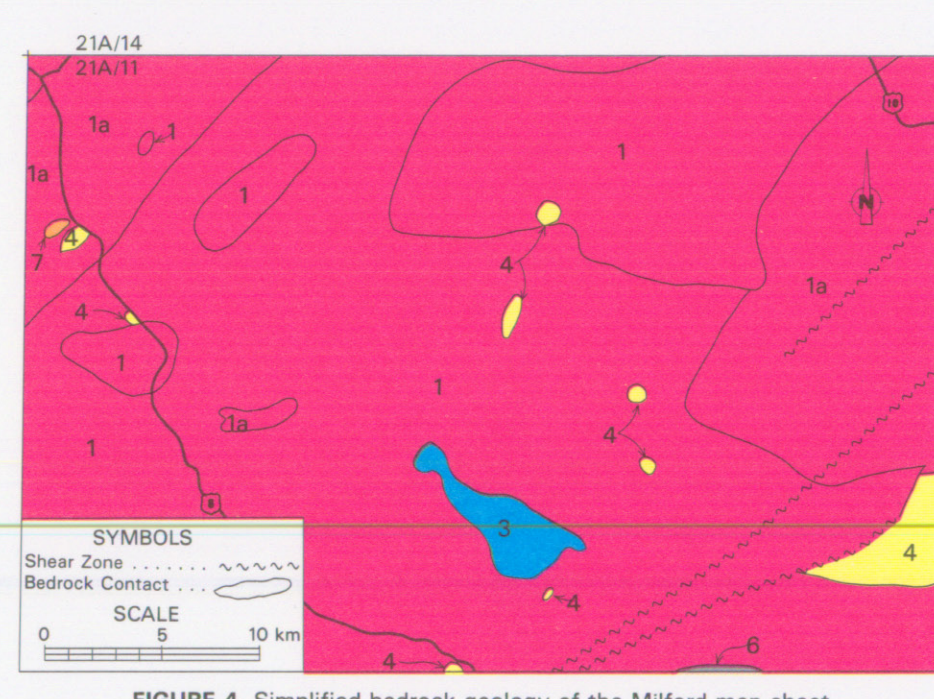 21A/14
21A/11
1a
1
1
10
1a
1
N
4
7
4
1a
4
1
1
4
1a
1
8
3
4
4
6
4
SYMBOLS
Shear Zone ........
Bedrock Contact ...
SCALE
0 5 10 km
FIGURE 4. Simplified bedrock geology of the Milford map sheet